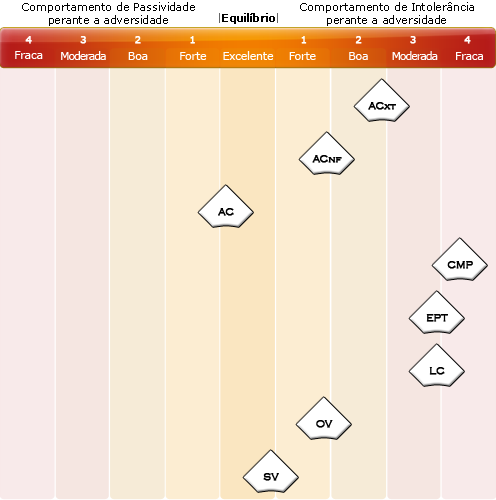 Comportamento de Passividade
perante a adversidade
|Equilíbrio|
Comportamento de Intolerância
perante a adversidade
4 3 2 1 1 2 3 4
Fraca Moderada Boa Forte Excelente Forte Boa Moderada Fraca
ACXT
ACNF
AC
CMP
EPT
LC
OV
SV